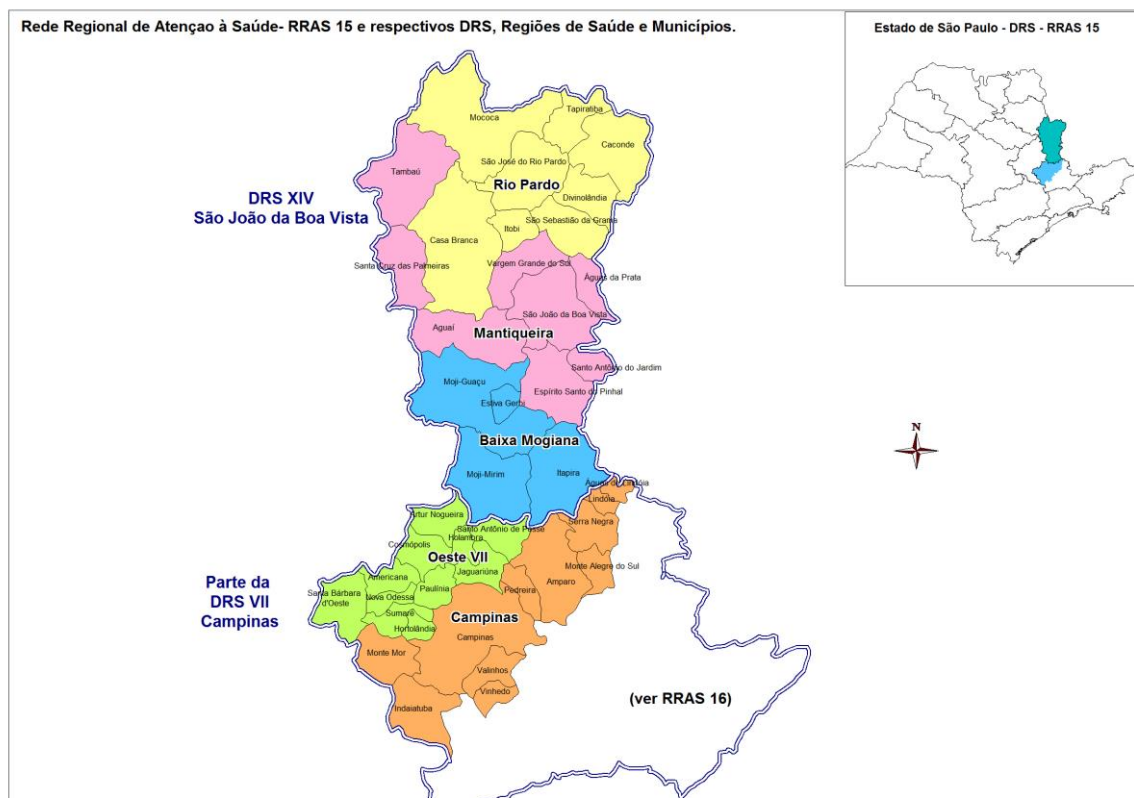 Rede Regional de Atençao à Saúde- RRAS 15 e respectivos DRS, Regiões de Saúde e Municípios.
Estado de São Paulo - DRS - RRAS 15
Mococa
Tapiratiba
Caconde
São José do Rio Pardo
Tambaú
Rio Pardo
DRS XIV
São João da Boa Vista
Divinolândia
São Sebastião da Grama
Itobi
Casa Branca
Santa Cruz das Palmeiras
Vargem Grande do Sul
Águas da Prata
São João da Boa Vista
Aguaí
Mantiqueira
Santo Antônio do Jardim
Moji-Guaçu
Espírito Santo do Pinhal
Estiva Gerbi
N
Baixa Mogiana
Moji-Mirim
Itapira
Águas de Lindóia
Lindóia
Artur Nogueira
Serra Negra
Santo Antônio de Posse
Holambra
Cosmópolis
Oeste VII
Monte Alegre do Sul
Jaguariúna
Americana
Amparo
Parte da
DRS VII
Campinas
Paulínia
Pedreira
Santa Bárbara
d'Oeste
Nova Odessa
Sumaré
Campinas
Hortolândia
Campinas
Monte Mor
Valinhos
Vinhedo
(ver RRAS 16)
Indaiatuba